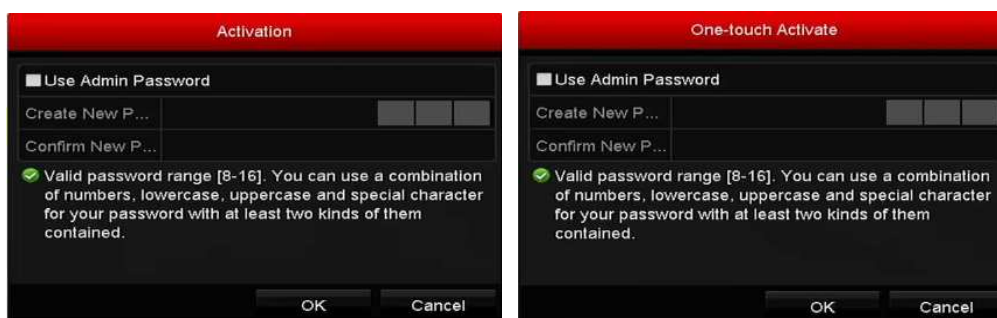 Activation
Use Admin Password
Create New P...
Confirm New P...
Valid password range [8-16]. You can use a combination
of numbers, lowercase, uppercase and special character
for your password with at least two kinds of them
contained.
OK Cancel
One-touch Activate
Use Admin Password
Create New P...
Confirm New P...
Valid password range [8-16]. You can use a combination
of numbers, lowercase, uppercase and special character
for your password with at least two kinds of them
contained.
OK Cancel